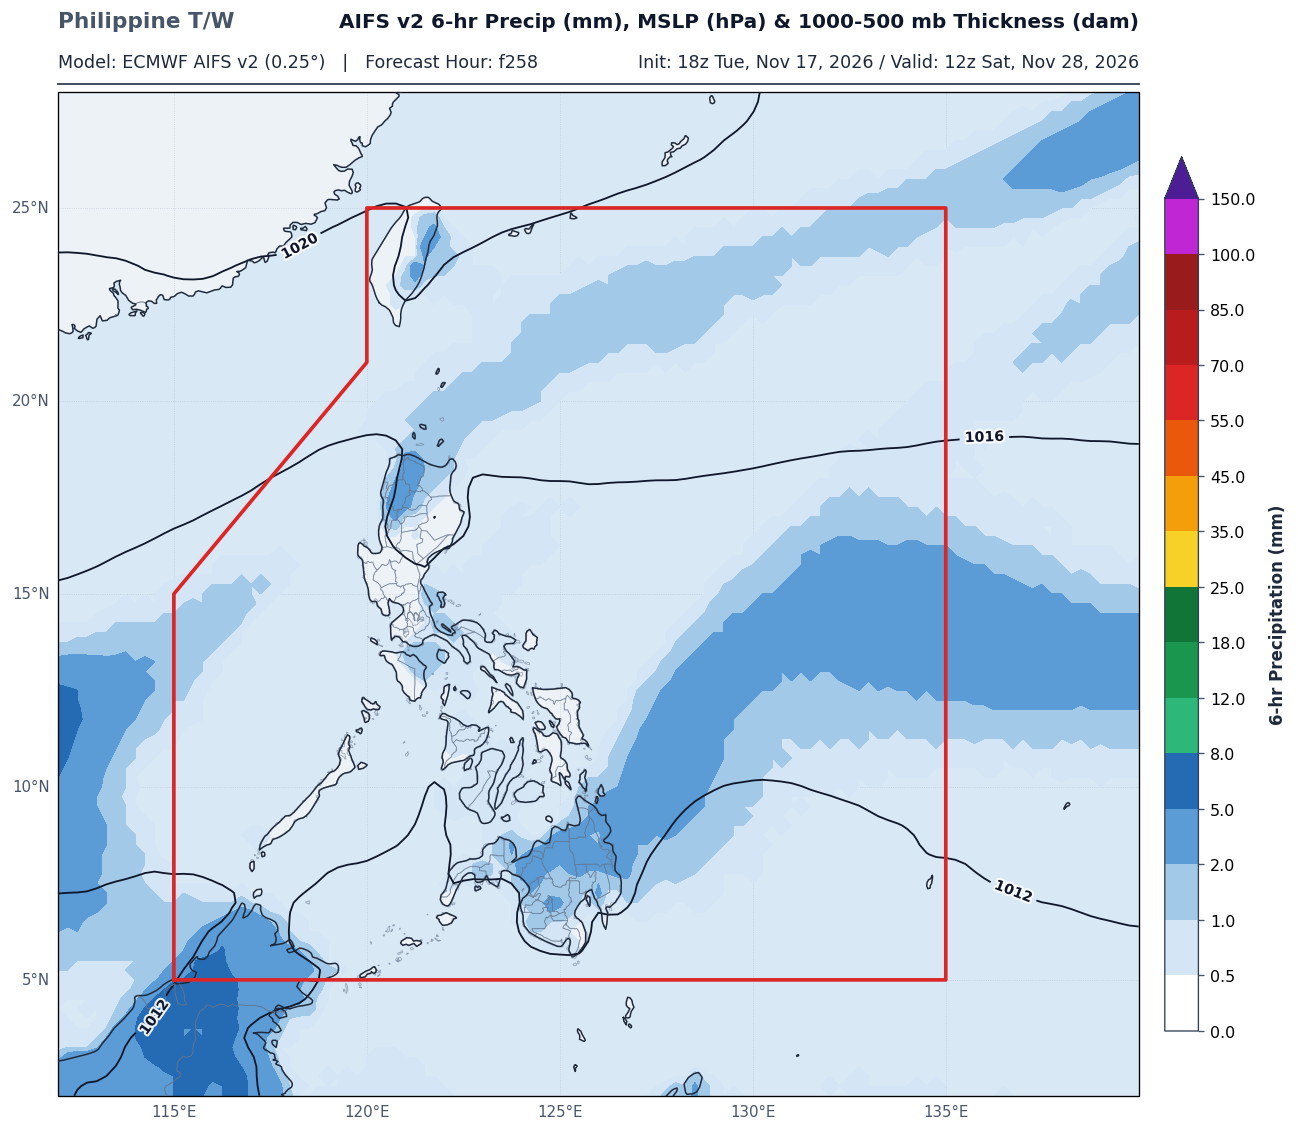 Philippine T/W
AIFS v2 6-hr Precip (mm), MSLP (hPa) & 1000-500 mb Thickness (dam)
Model: ECMWF AIFS v2 (0.25°) | Forecast Hour: f258
Init: 18z Tue, Nov 17, 2026 / Valid: 12z Sat, Nov 28, 2026
25°N
20°N
15°N
10°N
5°N
115°E
120°E
125°E
130°E
135°E
1020
1016
1012
1012
150.0
100.0
85.0
70.0
55.0
45.0
35.0
25.0
18.0
12.0
8.0
5.0
2.0
1.0
0.5
0.0
6-hr Precipitation (mm)